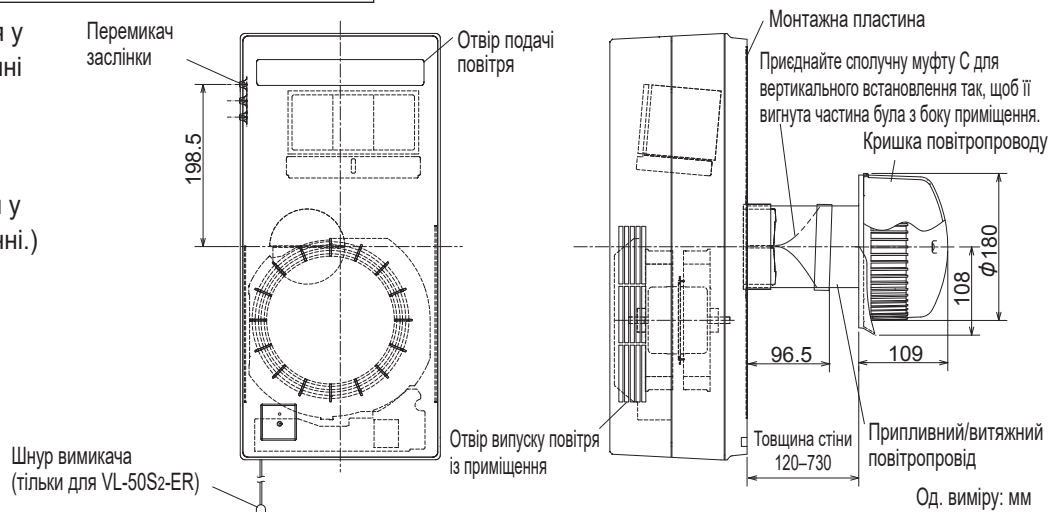 я у
нні
у
нні.)
Перемикач
заслінки
Отвір подачі
повітря
198.5
Шнур вимикача
(тільки для VL-50S2-ER)
Монтажна пластина
Приєднайте сполучну муфту C для
вертикального встановлення так, щоб її
вигнута частина була з боку приміщення.
Кришка повітропроводу
ϕ180
108
96.5
109
Отвір випуску повітря
із приміщення
Товщина стіни
120–730
Припливний/витяжний
повітропровід
Од. виміру: мм